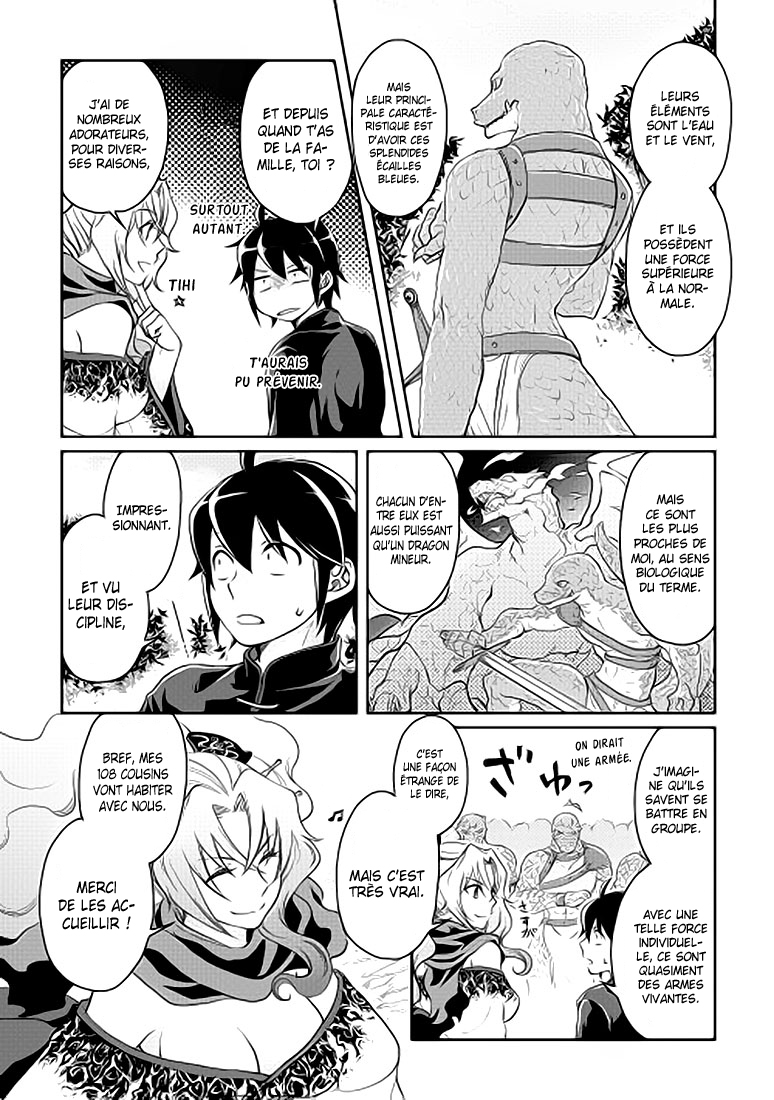 LEURS
ÉLÉMENTS
SONT L'EAU
ET LE VENT,
ET ILS
POSSÈDENT
UNE FORCE
SUPÉRIEURE
À LA NOR-
MALE.
MAIS
LEUR PRINCI-
PALE CARACTÉ-
RISTIQUE EST
D'AVOIR CES
SPLENDIDES
ÉCAILLES
BLEUES.
ET DEPUIS
QUAND T'AS
DE LA FA-
MILLE, TOI ?
SURTOUT
AUTANT.
T'AURAIS
PU PRÉVENIR.
J'AI DE
NOMBREUX
ADORATEURS,
POUR DIVER-
SES RAISONS,
TIHI
☆
MAIS
CE SONT
LES PLUS
PROCHES DE
MOI, AU SENS
BIOLOGIQUE
DU TERME.
CHACUN D'EN-
TRE EUX EST
AUSSI PUISSANT
QU'UN DRAGON
MINEUR.
IMPRES-
SIONNANT.
ET VU
LEUR DIS-
CIPLINE,
J'IMAGI-
NE QU'ILS
SAVENT SE
BATTRE EN
GROUPE.
AVEC UNE
TELLE FORCE
INDIVIDUEL-
LE, CE SONT
QUASIMENT
DES ARMES
VIVANTES.
ON DIRAIT
UNE ARMÉE.
ざわっ
C'EST
UNE FAÇON
ÉTRANGE DE
LE DIRE,
MAIS C'EST
TRÈS VRAI.
♫
BREF, MES
108 COUSINS
VONT HABITER
AVEC NOUS.
MERCI
DE LES AC-
CUEILLIR !